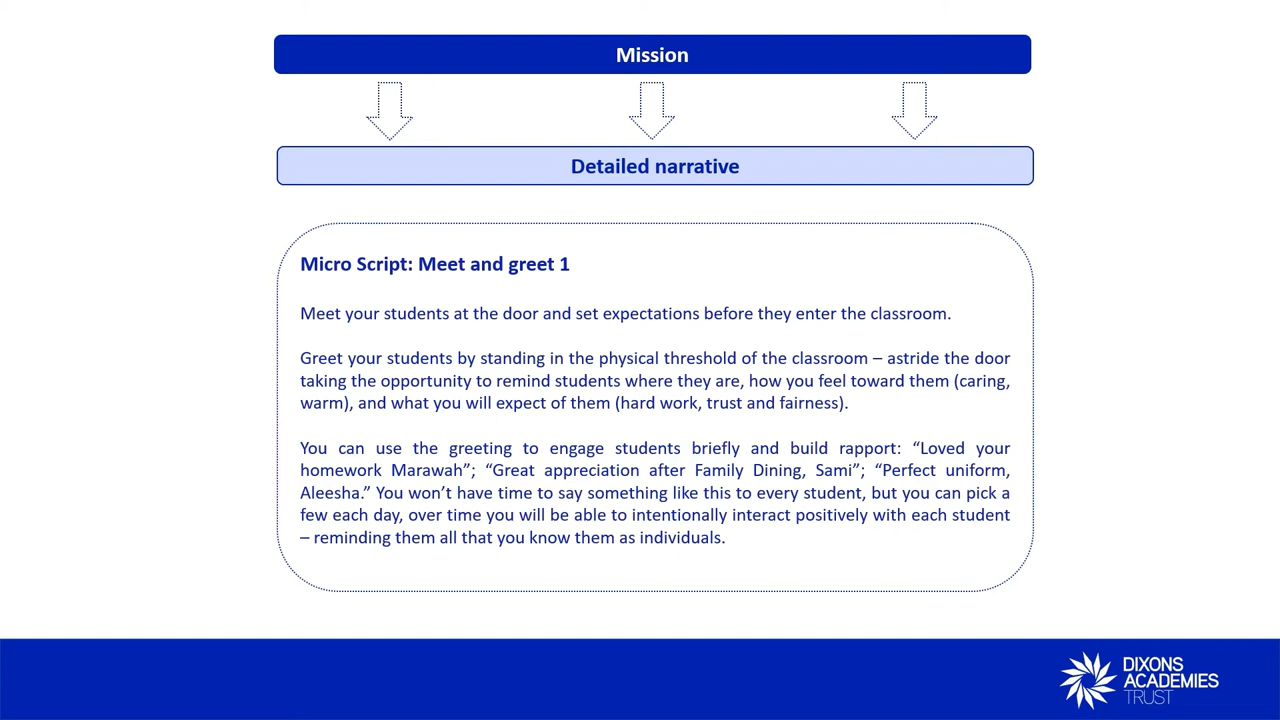 Mission
Detailed narrative
Micro Script: Meet and greet 1
Meet your students at the door and set expectations before they enter the classroom.
Greet your students by standing in the physical threshold of the classroom – astride the door
taking the opportunity to remind students where they are, how you feel toward them (caring,
warm), and what you will expect of them (hard work, trust and fairness).
You can use the greeting to engage students briefly and build rapport: “Loved your
homework Marawah”; “Great appreciation after Family Dining, Sami”; “Perfect uniform,
Aleesha.” You won’t have time to say something like this to every student, but you can pick a
few each day, over time you will be able to intentionally interact positively with each student
– reminding them all that you know them as individuals.
DIXONS
ACADEMIES
TRUST